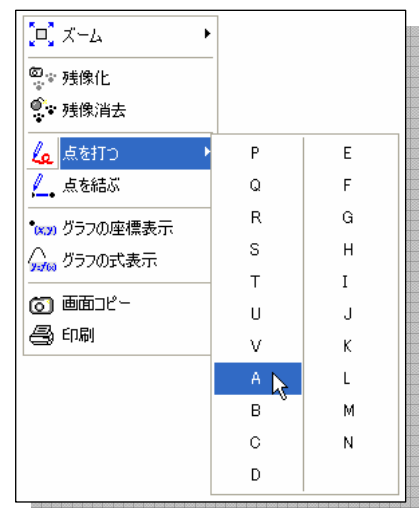 ズーム
残像化
残像消去
点を打つ
点を結ぶ
(x,y) グラフの座標表示
y=f(x) グラフの式表示
画面コピー
印刷
P E
Q F
R G
S H
T I
U J
V K
A L
B M
C N
D